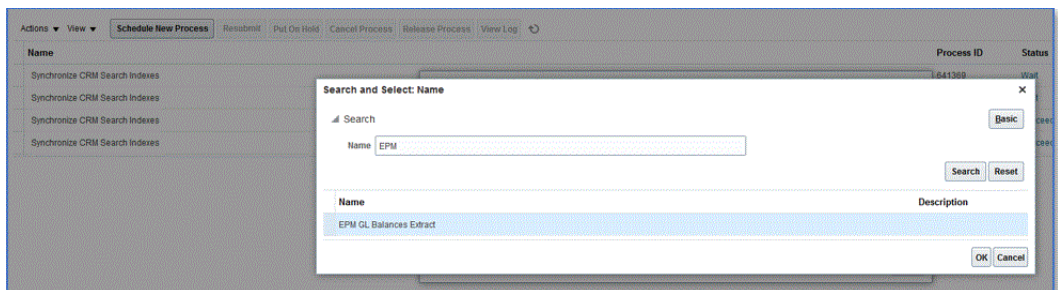 Actions View Schedule New Process Resubmit Put On Hold Cancel Process Release Process View Log
Name Process ID Status
Synchronize CRM Search Indexes 641369 Wait
Synchronize CRM Search Indexes
Synchronize CRM Search Indexes
Synchronize CRM Search Indexes
Search and Select: Name
Search Basic
Name EPM
Search Reset
Name Description
EPM GL Balances Extract
OK Cancel